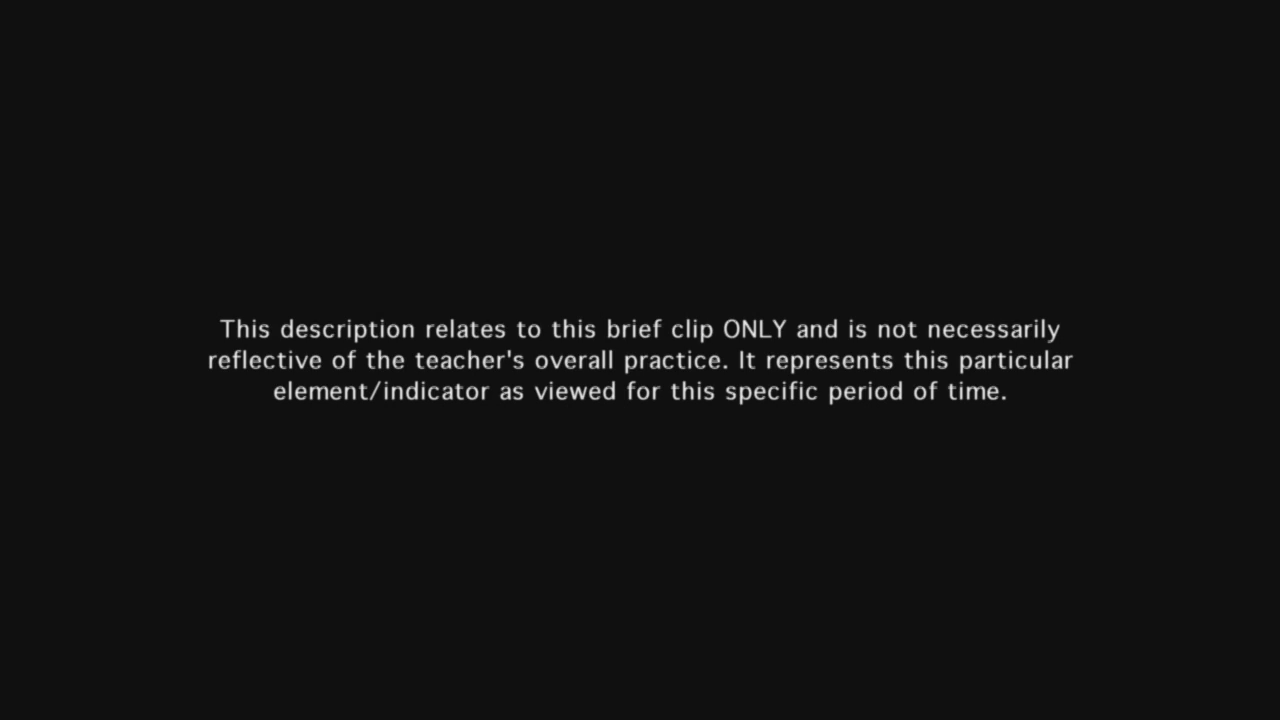 This description relates to this brief clip ONLY and is not necessarily
reflective of the teacher's overall practice. It represents this particular
element/indicator as viewed for this specific period of time.